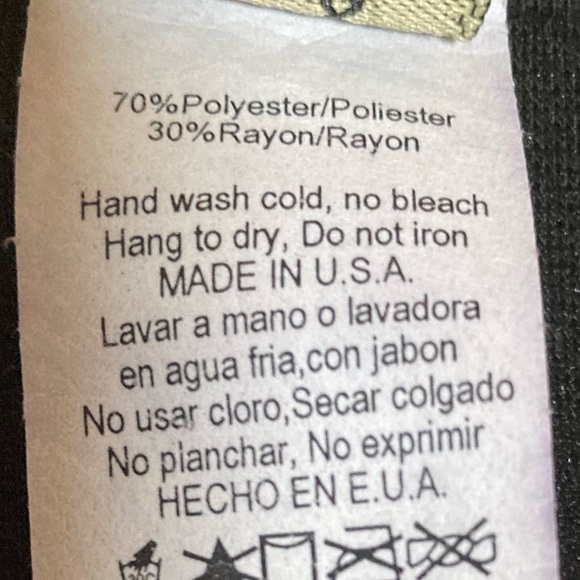 70%Polyester/Poliester
30%Rayon/Rayon
Hand wash cold, no bleach
Hang to dry, Do not iron
MADE IN U.S.A.
Lavar a mano o lavadora
en agua fria,con jabon
No usar cloro,Secar colgado
No pianchar, No exprimir
HECHO EN E.U.A.